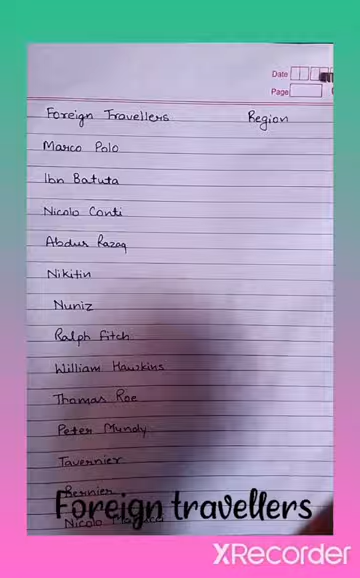 Date
Page
Foreign Travellers Region
Marco Polo
Ibn Batuta
Nicolo Conti
Abdur Razaq
Nikitin
Nuniz
Ralph Fitch
William Hawkins
Thomas Roe
Peter Mundy
Tavernier
Bernier
Foreign travellers
Nicolo
XRecorder